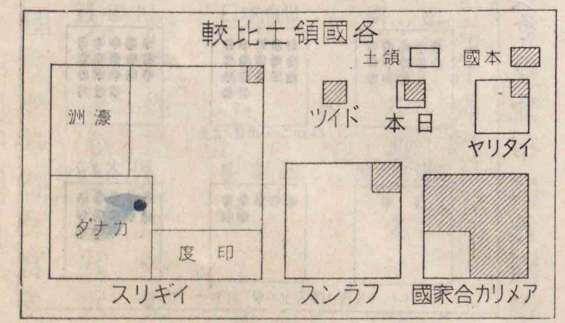 各國領土比較
本國
領土
イタリヤ
日本
ドイツ
濠洲
カナダ
印度
イギリス
フランス
アメリカ合家國